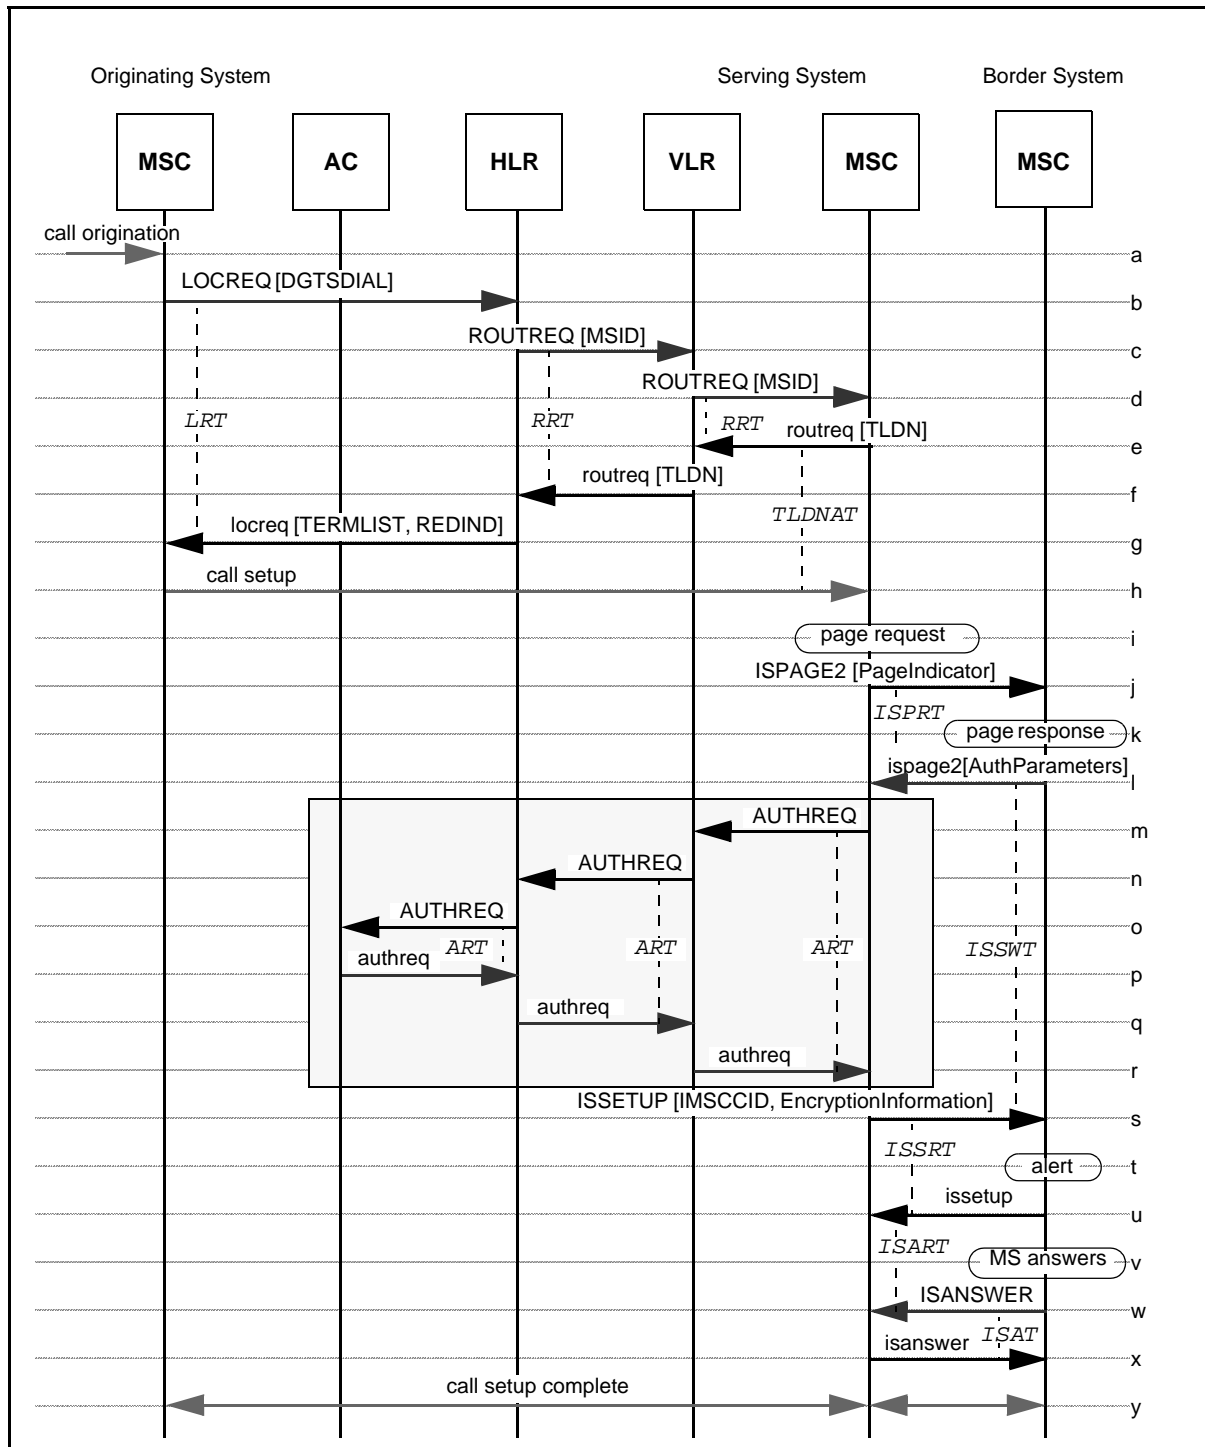 Originating System Serving System Border System
MSC AC HLR VLR MSC MSC
call origination
a
LOCREQ [DGTSDIAL]
b
ROUTREQ [MSID]
c
ROUTREQ [MSID]
d
LRT RRT RRT
routreq [TLDN]
e
routreq [TLDN]
f
TLDNAT
locreq [TERMLIST, REDIND]
g
call setup
h
page request
i
ISPAGE2 [PageIndicator]
j
ISPRT
page response
k
ispage2[AuthParameters]
l
AUTHREQ
m
AUTHREQ
n
AUTHREQ
o
ART ART ART ISSWT
authreq
p
authreq
q
authreq
r
ISSETUP [IMSCCID, EncryptionInformation]
s
ISSRT
alert
t
issetup
u
ISART
MS answers
v
ISANSWER
w
ISAT
isanswer
x
call setup complete
y